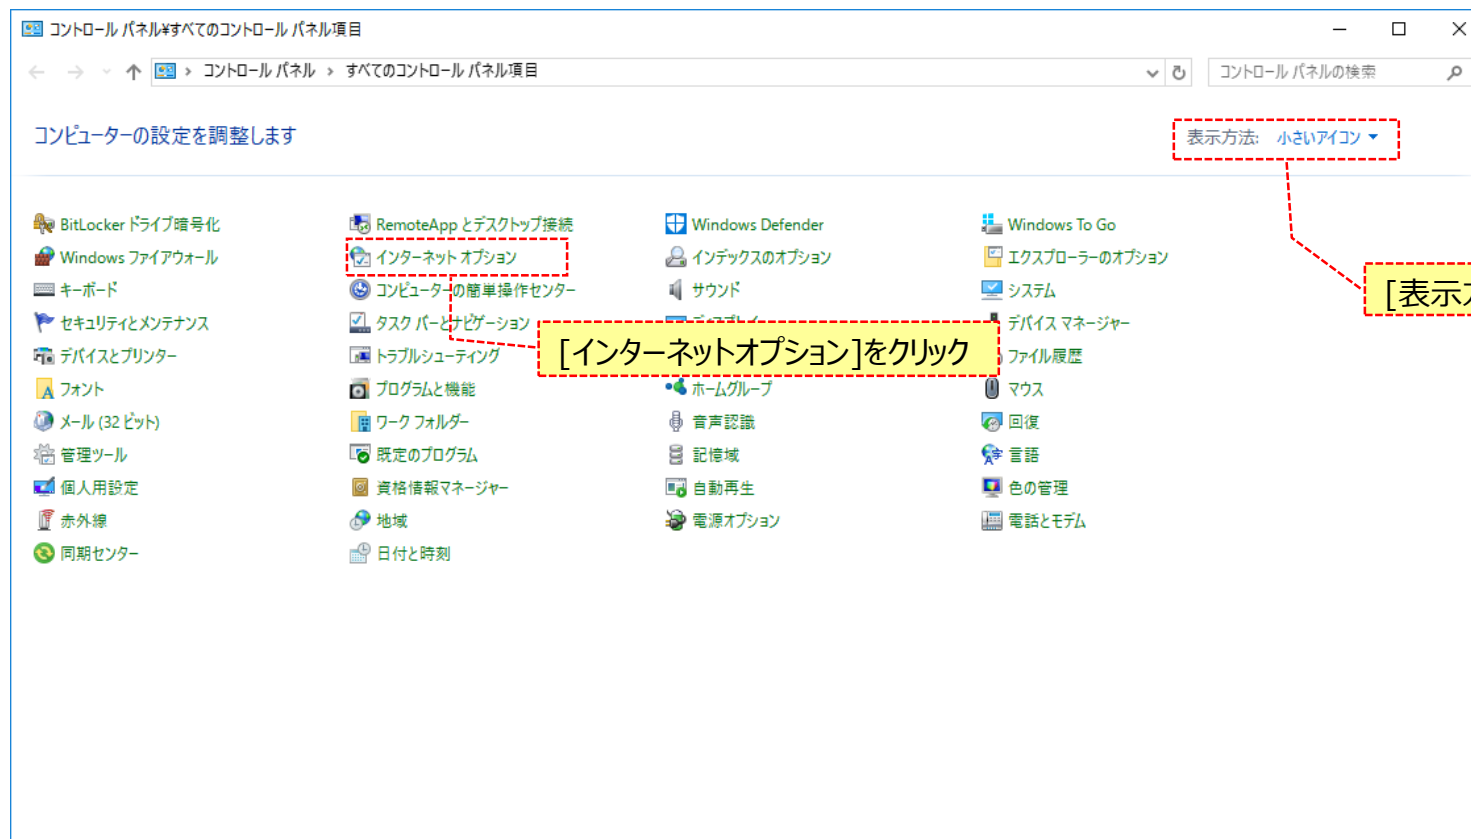 コントロール パネル¥すべてのコントロール パネル項目
コントロール パネル › すべてのコントロール パネル項目
コントロール パネルの検索
コンピューターの設定を調整します
表示方法: 小さいアイコン
BitLocker ドライブ暗号化
RemoteApp とデスクトップ接続
Windows Defender
Windows To Go
Windows ファイアウォール
インターネット オプション
インデックスのオプション
エクスプローラーのオプション
キーボード
コンピューターの簡単操作センター
サウンド
システム
[表示
セキュリティとメンテナンス
タスク バーとナビゲーション
デバイス マネージャー
[インターネットオプション]をクリック
デバイスとプリンター
トラブルシューティング
ファイル履歴
フォント
プログラムと機能
ホームグループ
マウス
メール (32 ビット)
ワーク フォルダー
音声認識
回復
管理ツール
既定のプログラム
記憶域
言語
個人用設定
資格情報マネージャー
自動再生
色の管理
赤外線
地域
電源オプション
電話とモデム
同期センター
日付と時刻